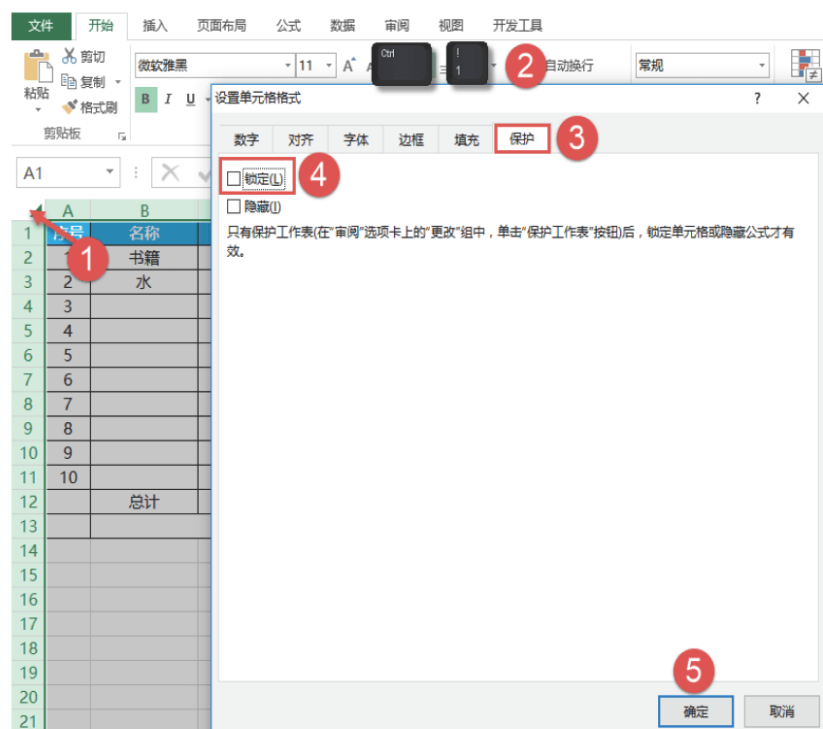 文件 开始 插入 页面布局 公式 数据 审阅 视图 开发工具
剪切
复制
格式刷
粘贴
剪贴板
微软雅黑 11 A
B I U
Ctrl
! 1
2
自动换行
常规
设置单元格格式 ? ×
数字 对齐 字体 边框 填充 保护 3
A1
锁定(L) 4
隐藏(I)
只有保护工作表(在"审阅"选项卡上的"更改"组中，单击"保护工作表"按钮)后，锁定单元格或隐藏公式才有
效。
A B
1 序号 名称
1
2 书籍
3 2 水
4 3
5 4
6 5
7 6
8 7
9 8
10 9
11 10
12 总计
13
14
15
16
17
18
19
20
21
5
确定 取消